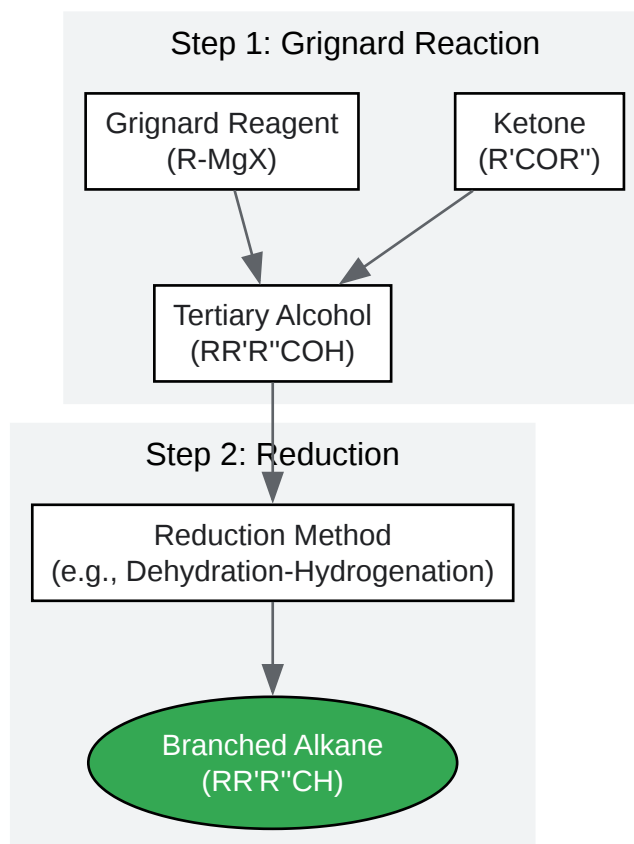 Step 1: Grignard Reaction
Grignard Reagent
(R-MgX)
Ketone
(R'COR'')
Tertiary Alcohol
(RR'R''COH)
Step 2: Reduction
Reduction Method
(e.g., Dehydration-Hydrogenation)
Branched Alkane
(RR'R''CH)